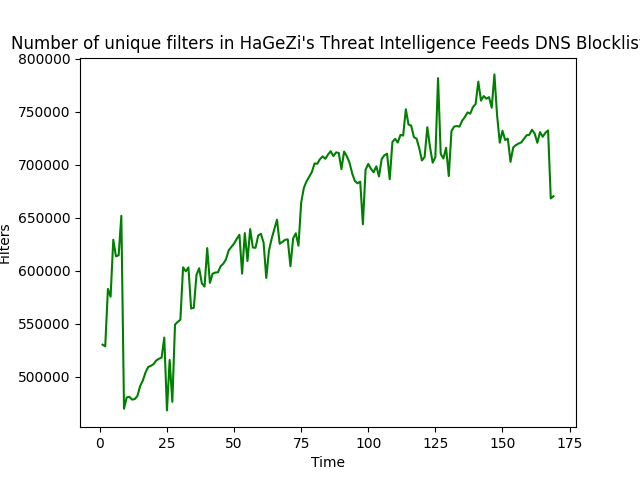 Number of unique filters in HaGeZi's Threat Intelligence Feeds DNS Blocklist
800000
750000
700000
650000
600000
550000
500000
Filters
0 25 50 75 100 125 150 175
Time